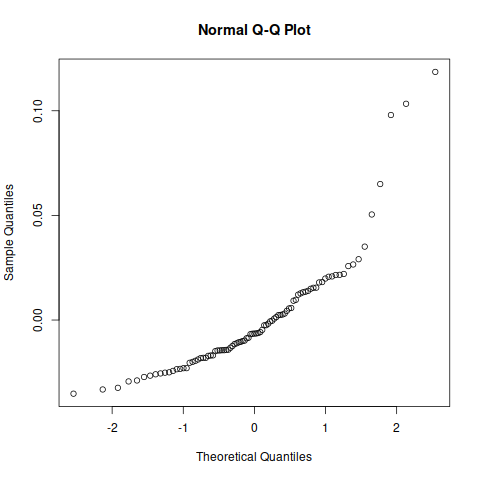 Normal Q-Q Plot
Sample Quantiles
0.10
0.05
0.00
-2 -1 0 1 2
Theoretical Quantiles